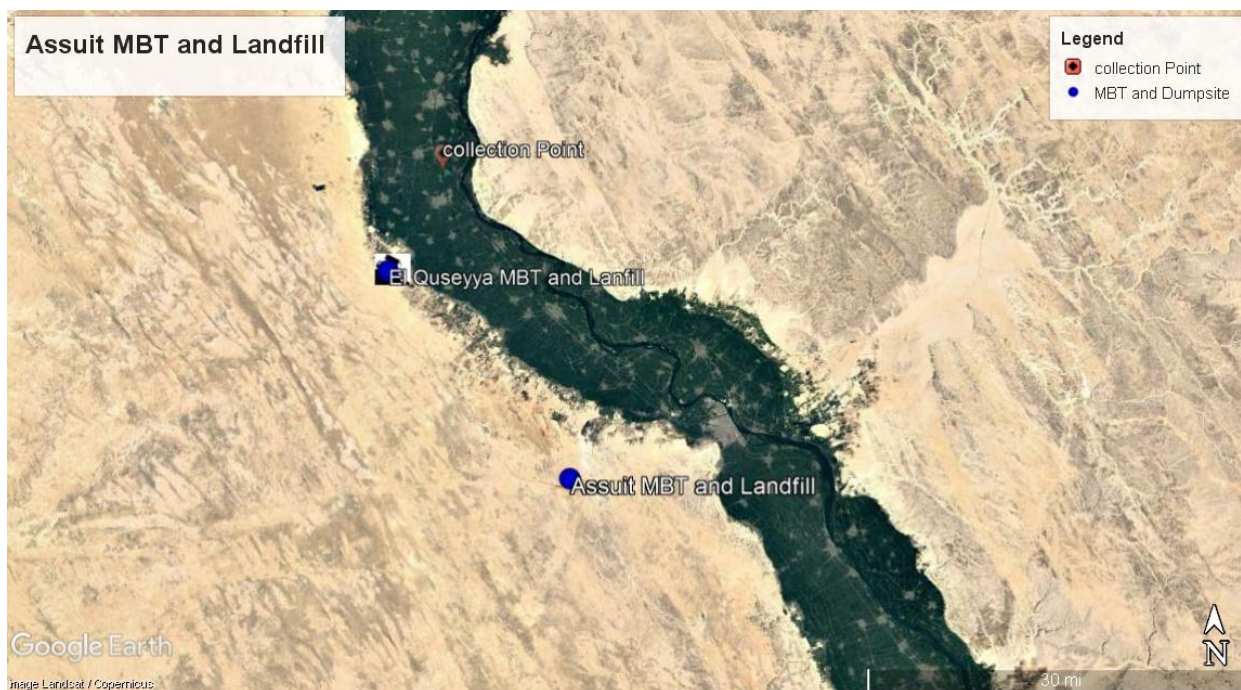 Assuit MBT and Landfill
Legend
collection Point
MBT and Dumpsite
collection Point
El Quseyya MBT and Lanfill
Assuit MBT and Landfill
Google Earth
N
Image Landsat / Copernicus
30 mi